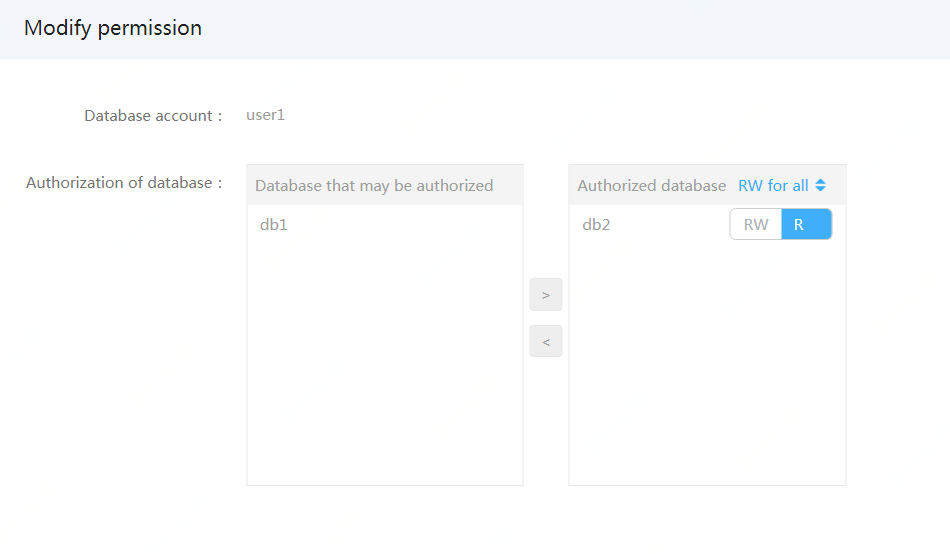 Modify permission
Database account :
user1
Authorization of database :
Database that may be authorized
db1
>
<
Authorized database RW for all
db2 RW R